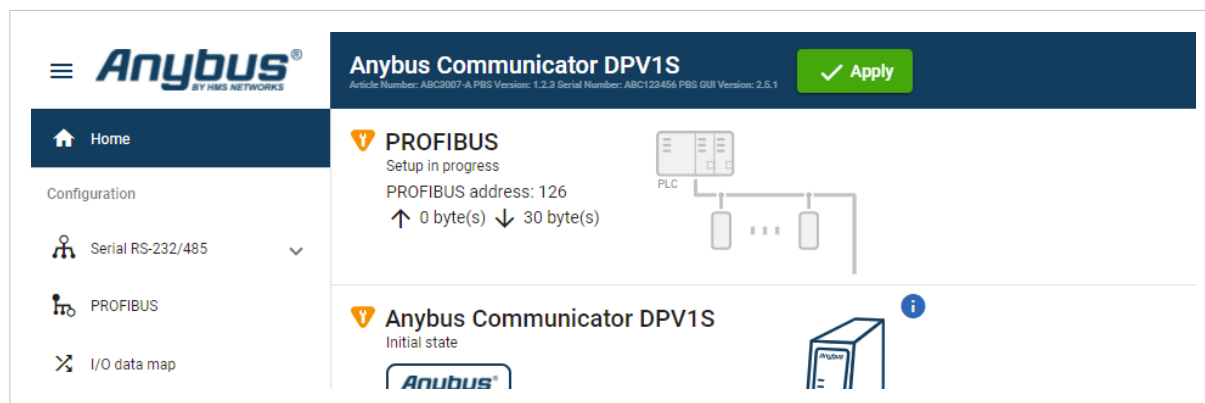 Anybus®
BY HMS NETWORKS
Anybus Communicator DPV1S
Article Number: ABC3007-A PBS Version: 1.2.3 Serial Number: ABC123456 PBS GUI Version: 2.5.1
Apply
Home
Configuration
Serial RS-232/485
PROFIBUS
I/O data map
PROFIBUS
Setup in progress
PROFIBUS address: 126
0 byte(s) 30 byte(s)
PLC
Anybus Communicator DPV1S
Initial state
Anybus®
Anybus